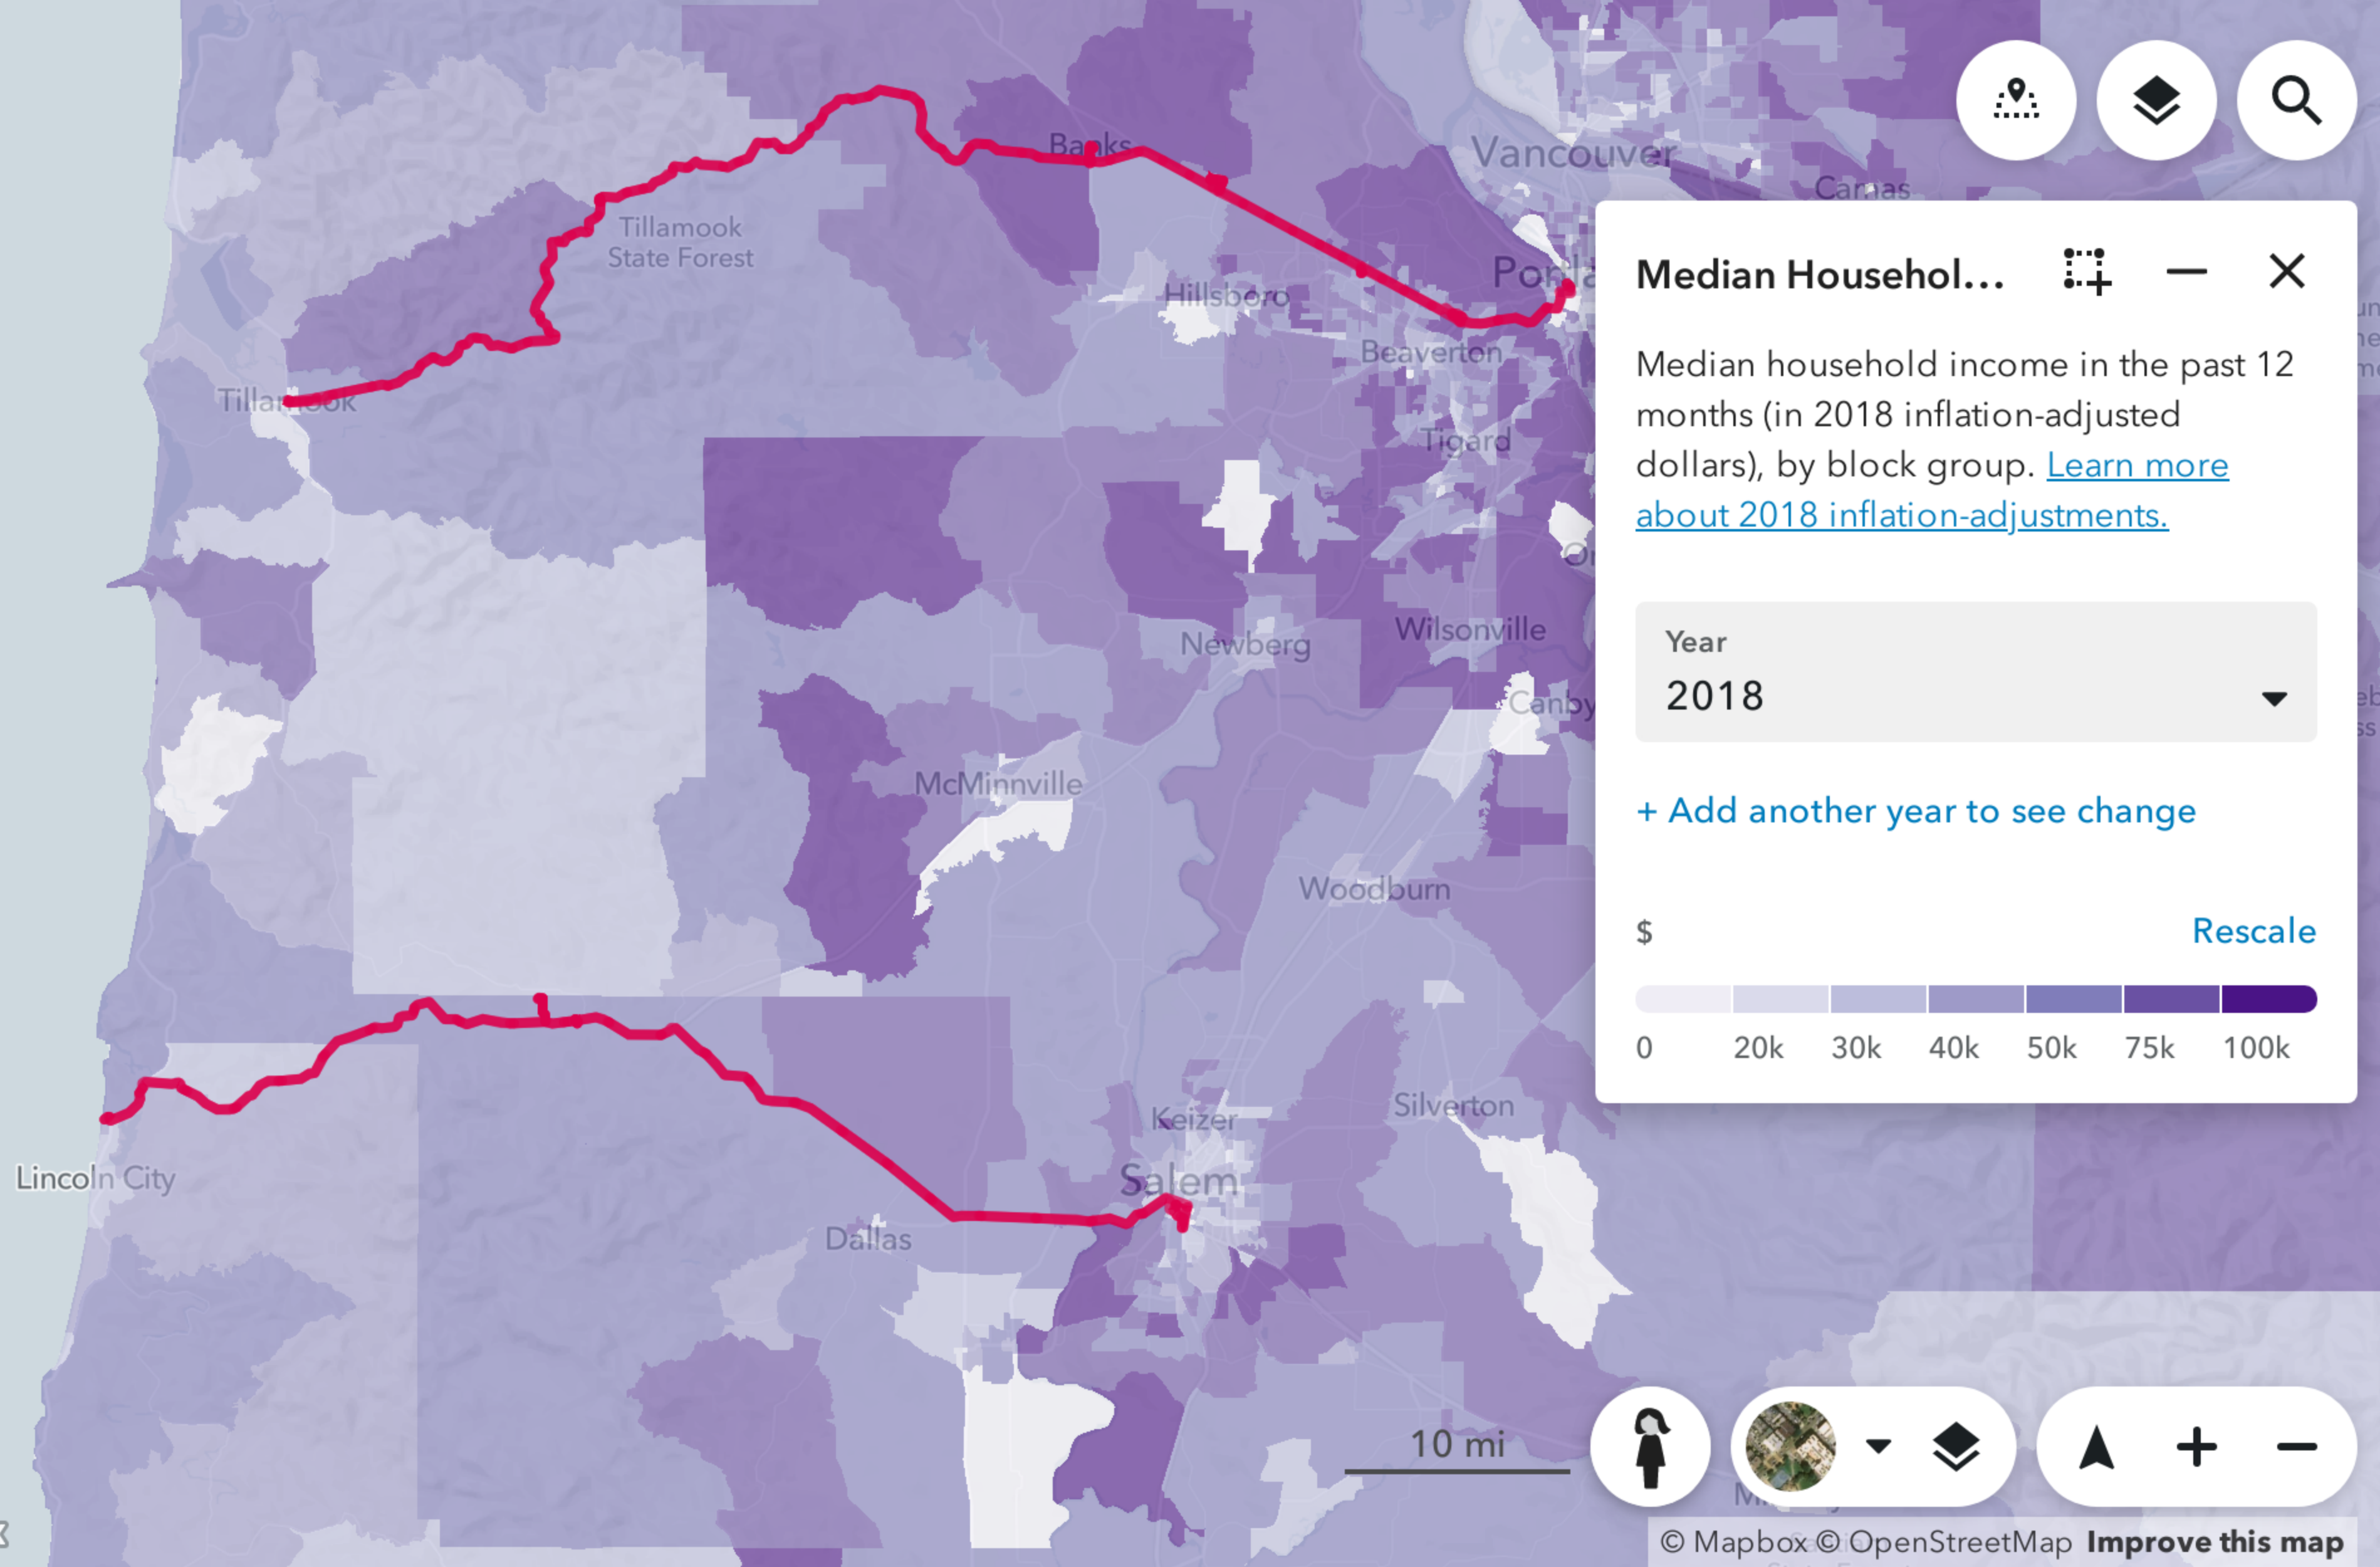 Banks
Vancouver
Camas
Tillamook
State Forest
Hillsboro
Beaverton
Tillamook
Tigard
Newberg
Wilsonville
Canby
McMinnville
Woodburn
Keizer
Silverton
Salem
Lincoln City
Dallas
10 mi
Median Househol...
Median household income in the past 12
months (in 2018 inflation-adjusted
dollars), by block group. Learn more
about 2018 inflation-adjustments.
Year
2018
+ Add another year to see change
$
Rescale
0 20k 30k 40k 50k 75k 100k
© Mapbox © OpenStreetMap Improve this map